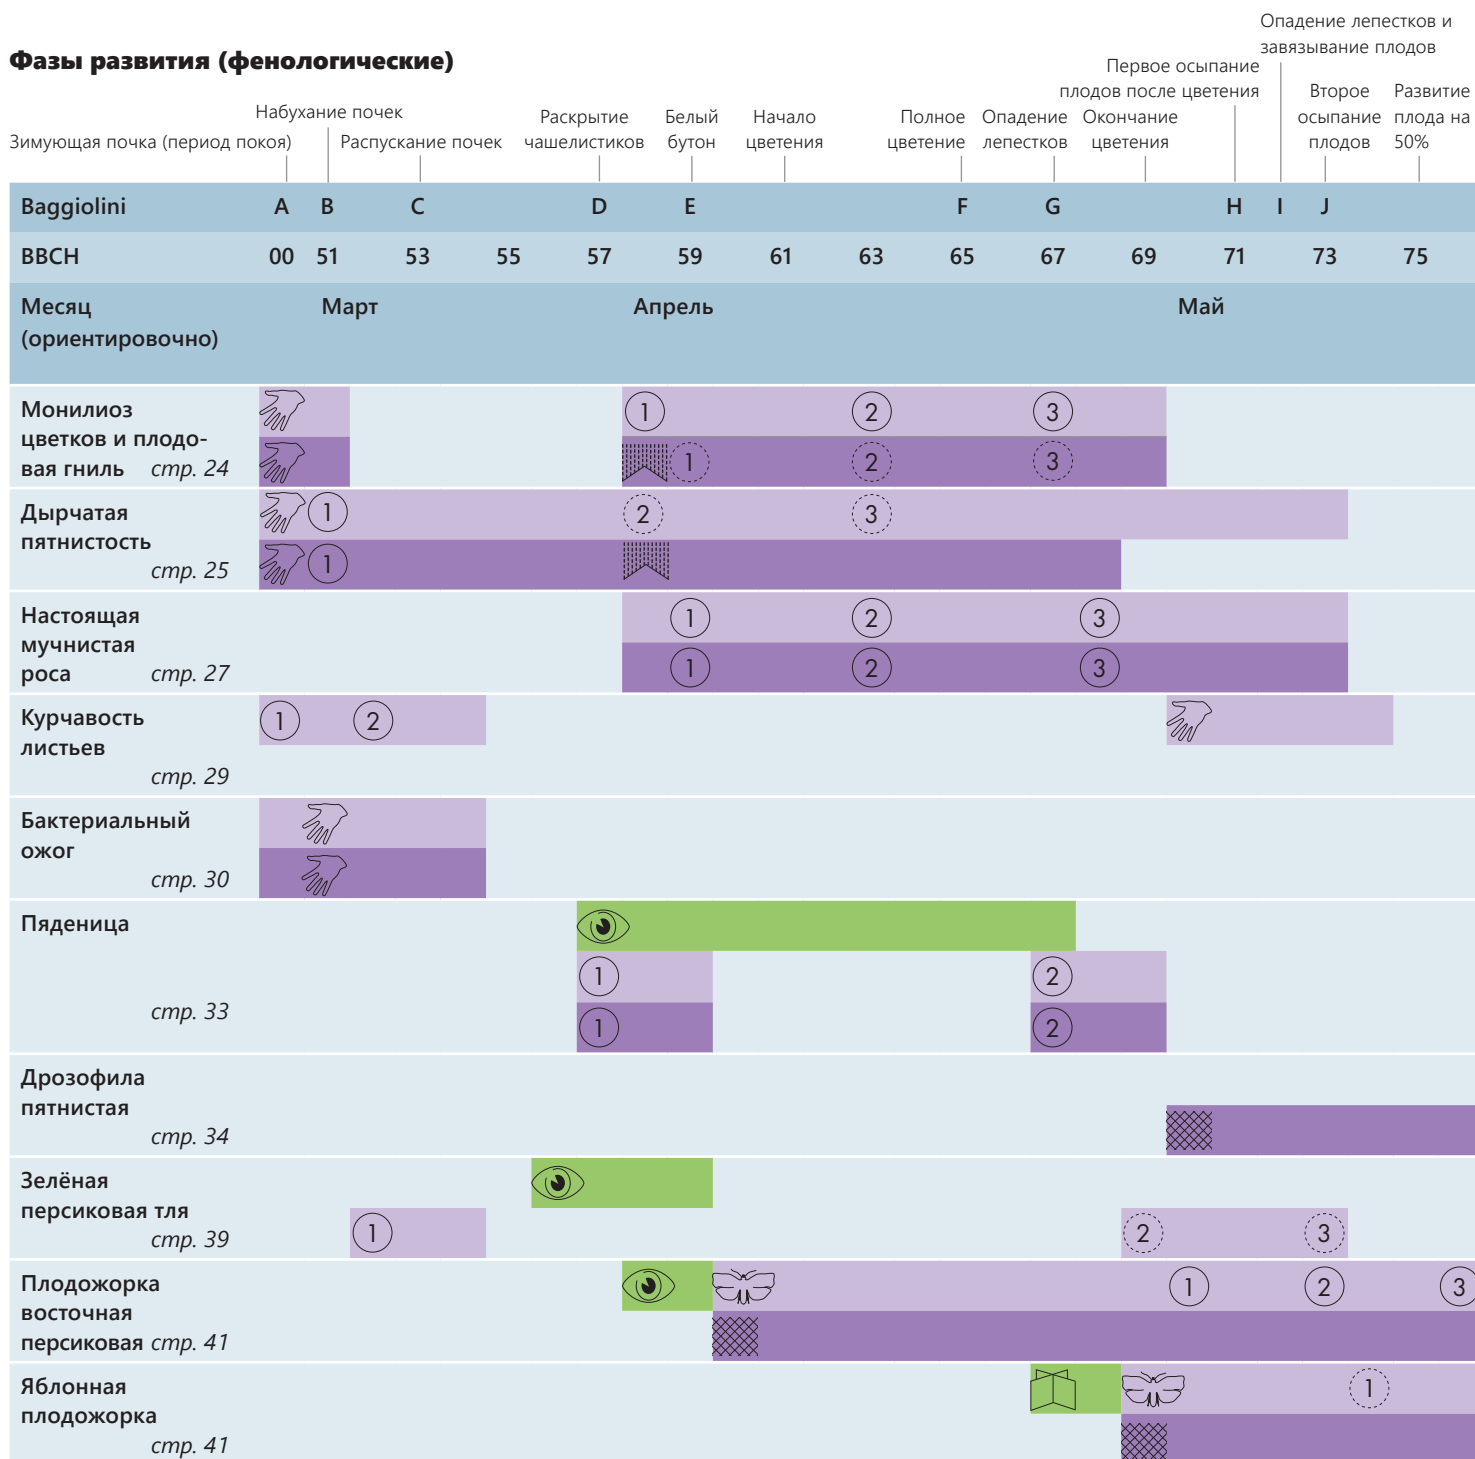 Фазы развития (фенологические)
Опадение лепестков и
завязывание плодов
Первое осыпание
плодов после цветения
Набухание почек
Раскрытие
чашелистиков
Белый
бутон
Начало
цветения
Полное
цветение
Опадение
лепестков
Окончание
цветения
Второе
осыпание
плодов
Развитие
плода на
50%
Зимующая почка (период покоя)
Распускание почек
Baggiolini A B C D E F G H I J
BBCH 00 51 53 55 57 59 61 63 65 67 69 71 73 75
Месяц Март Апрель Май
(ориентировочно)
Монилиоз 1 2 3
цветков и плодо-
вая гниль стр. 24 1 2 3
Дырчатая 1 2 3
пятнистость
стр. 25 1
Настоящая 1 2 3
мучнистая
роса стр. 27 1 2 3
Курчавость 1 2
листьев
стр. 29
Бактериальный
ожог
стр. 30
Пяденица
1 2
стр. 33 1 2
Дрозофила
пятнистая
стр. 34
Зелёная
персиковая тля
стр. 39 1 2 3
Плодожорка 1 2 3
восточная
персиковая стр. 41
Яблонная 1
плодожорка
стр. 41